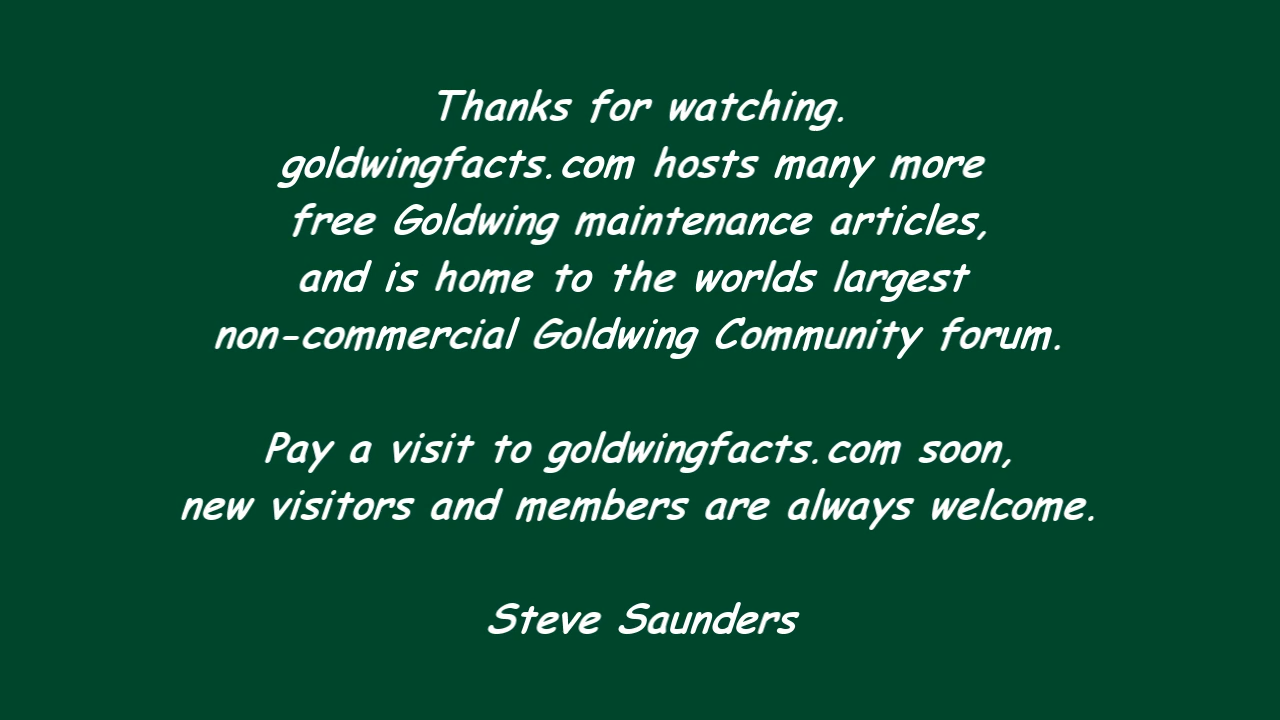 Thanks for watching.
goldwingfacts.com hosts many more
free Goldwing maintenance articles,
and is home to the worlds largest
non-commercial Goldwing Community forum.
Pay a visit to goldwingfacts.com soon,
new visitors and members are always welcome.
Steve Saunders